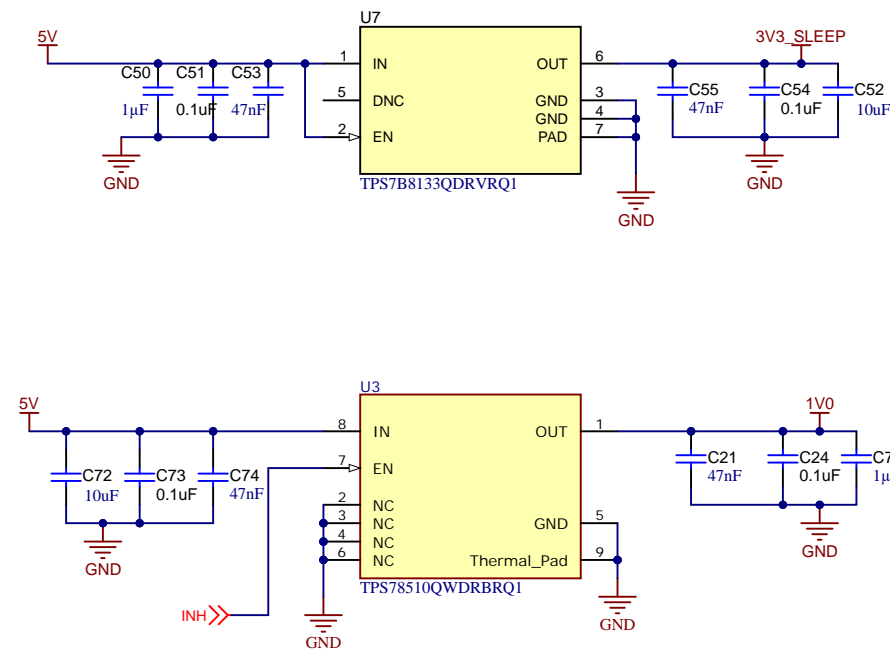 U7
5V
3V3_SLEEP
C50 C51 C53
1µF 0.1uF 47nF
1 IN
5 DNC
2 EN
OUT 6
GND 3
GND 4
PAD 7
C55 C54 C52
47nF 0.1uF 10uF
GND
TPS7B8133QDRVRQ1
GND
GND
U3
5V
1V0
8 IN
7 EN
2 NC
3 NC
4 NC
6 NC
OUT 1
GND 5
Thermal_Pad 9
C72 C73 C74
10uF 0.1uF 47nF
C21 C24 C7
47nF 0.1uF 1µ
GND
GND
TPS78510QWDRBRQ1
INH
GND
GND